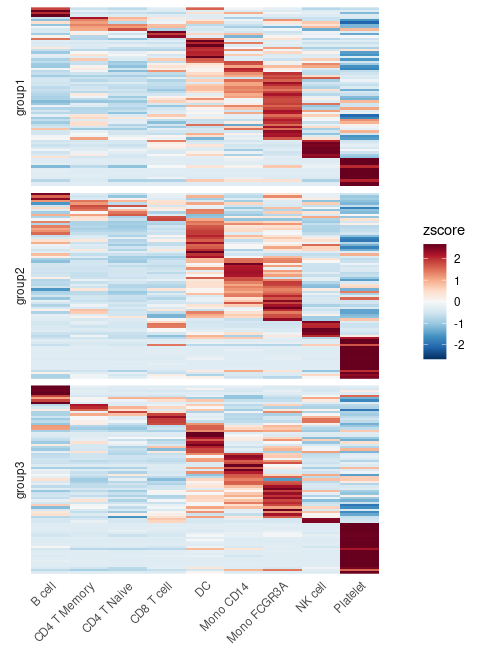 group1
group2
group3
zscore
2
1
0
-1
-2
B cell
CD4 T Memory
CD4 T Naive
CD8 T cell
DC
Mono CD14
Mono FCGR3A
NK cell
Platelet